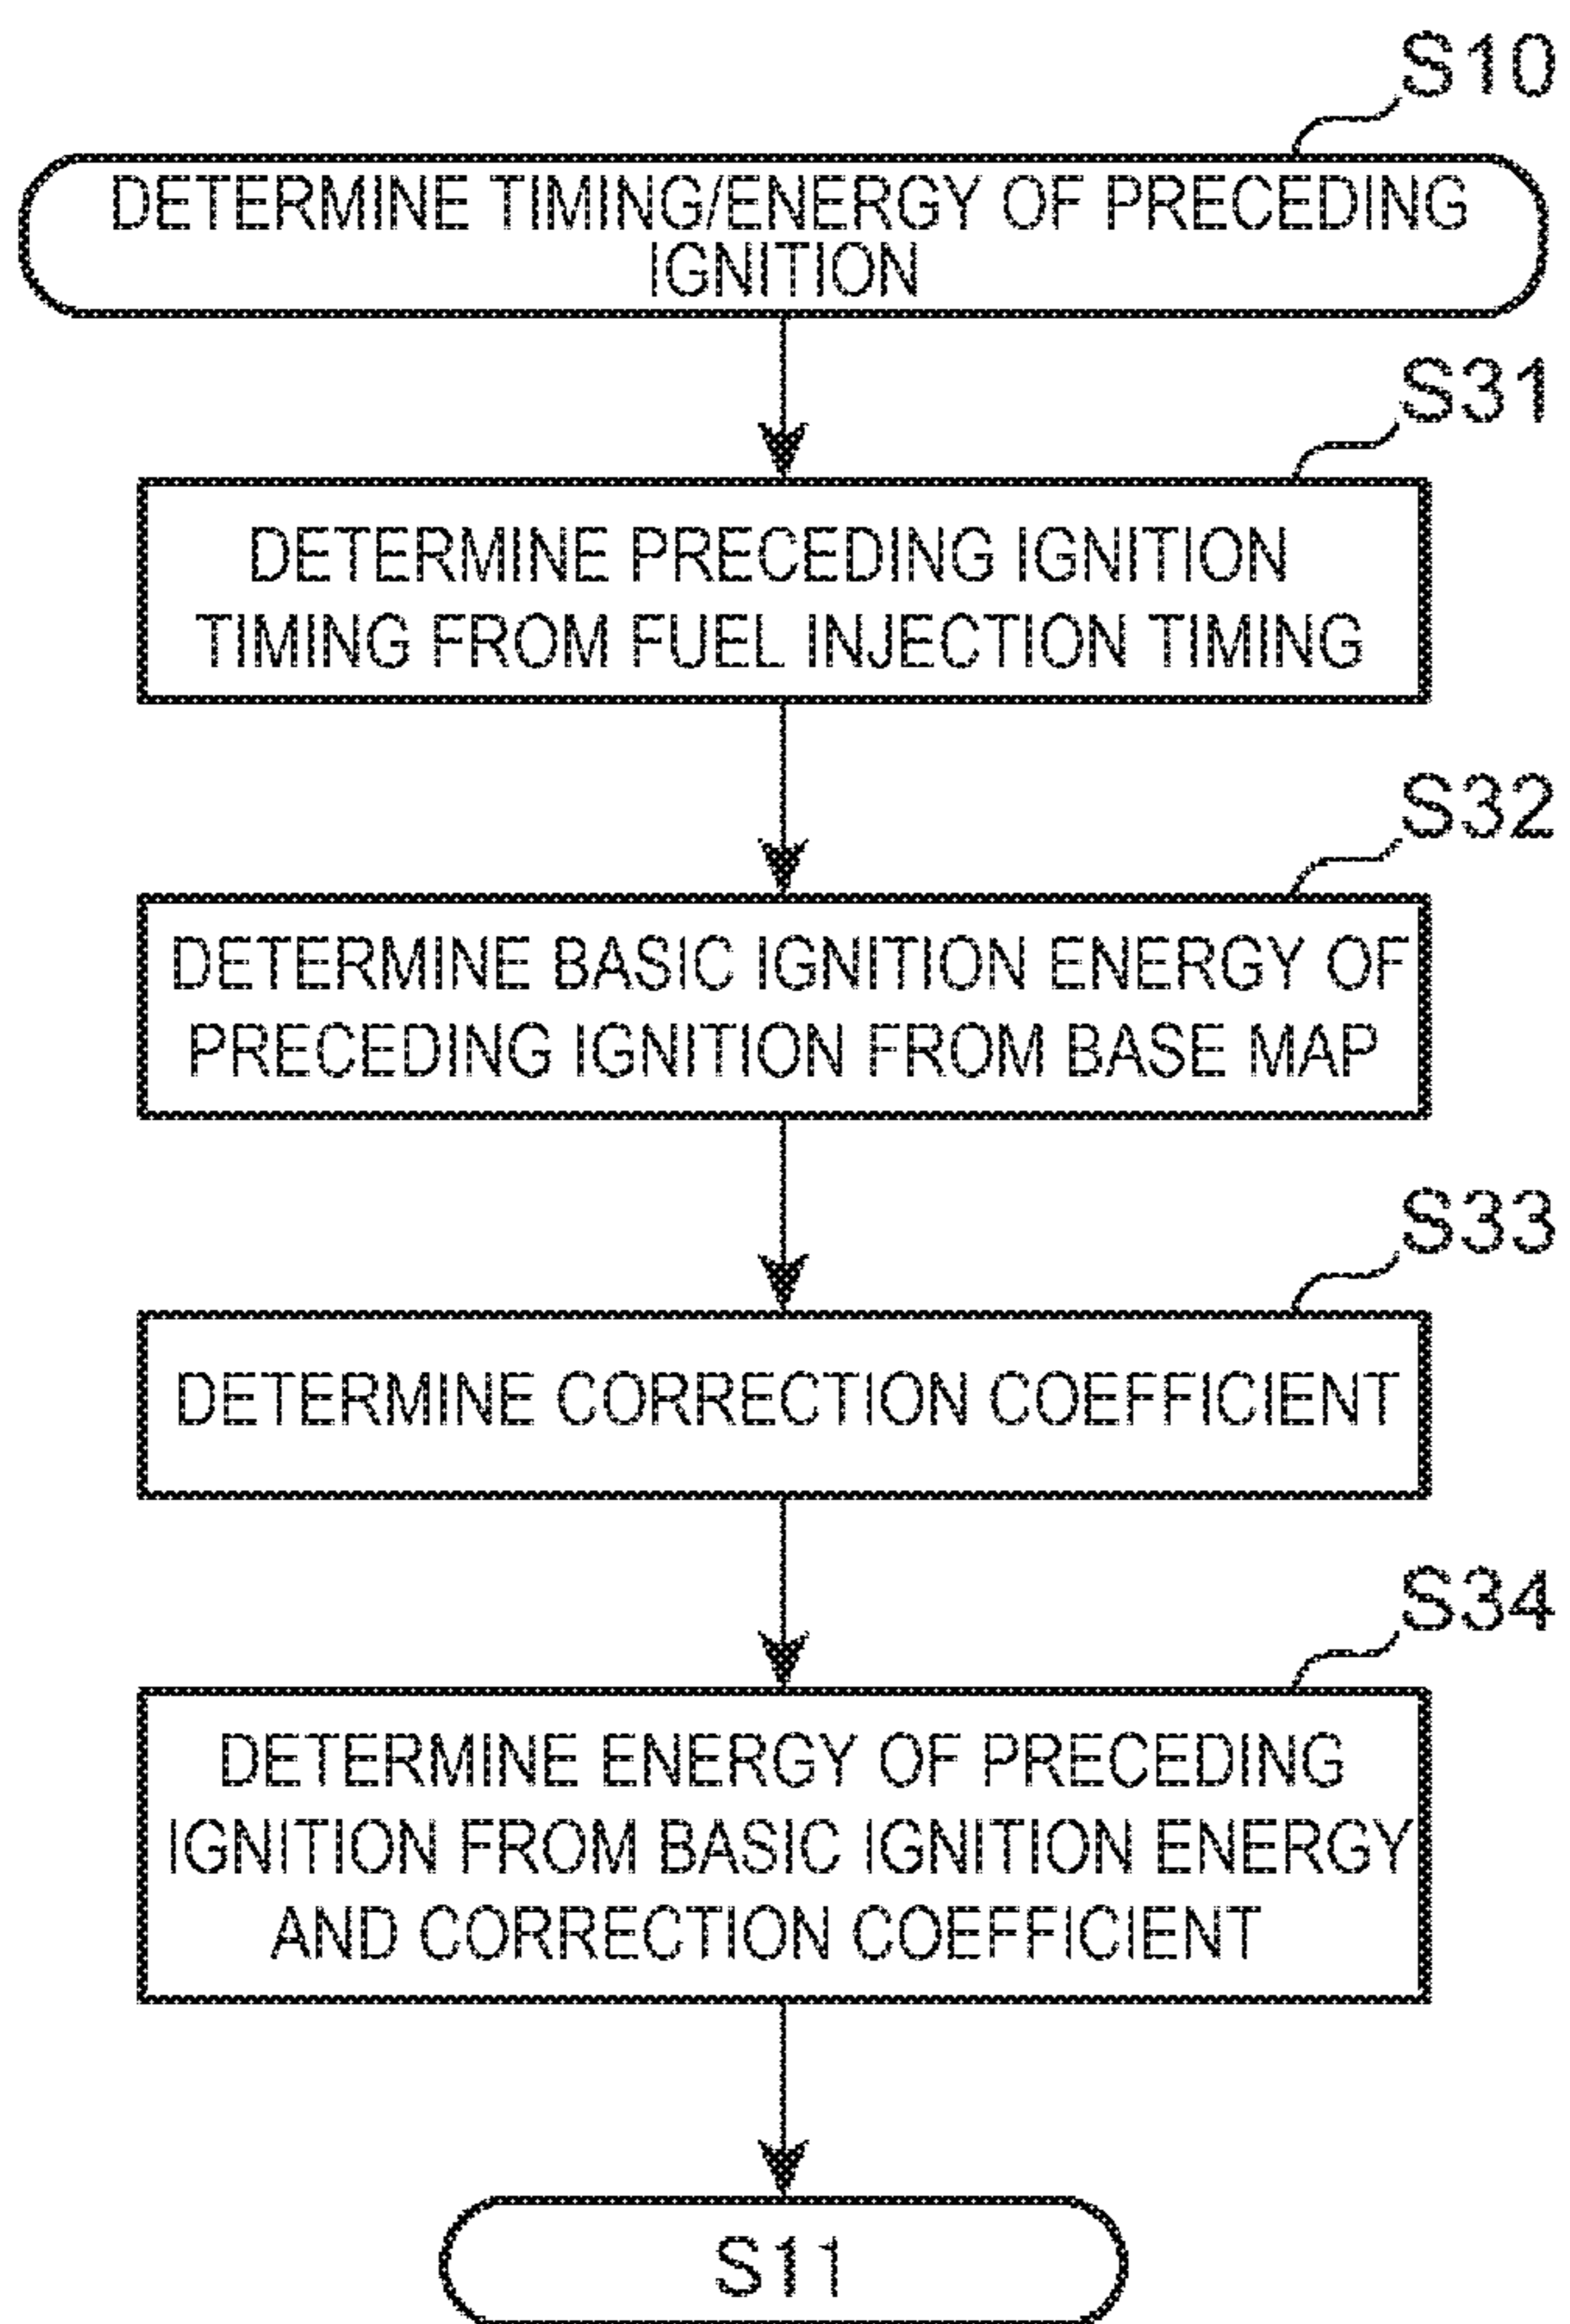 S10
DETERMINE TIMING/ENERGY OF PRECEDING
IGNITION
S31
DETERMINE PRECEDING IGNITION
TIMING FROM FUEL INJECTION TIMING
S32
DETERMINE BASIC IGNITION ENERGY OF
PRECEDING IGNITION FROM BASE MAP
S33
DETERMINE CORRECTION COEFFICIENT
S34
DETERMINE ENERGY OF PRECEDING
IGNITION FROM BASIC IGNITION ENERGY
AND CORRECTION COEFFICIENT
S11